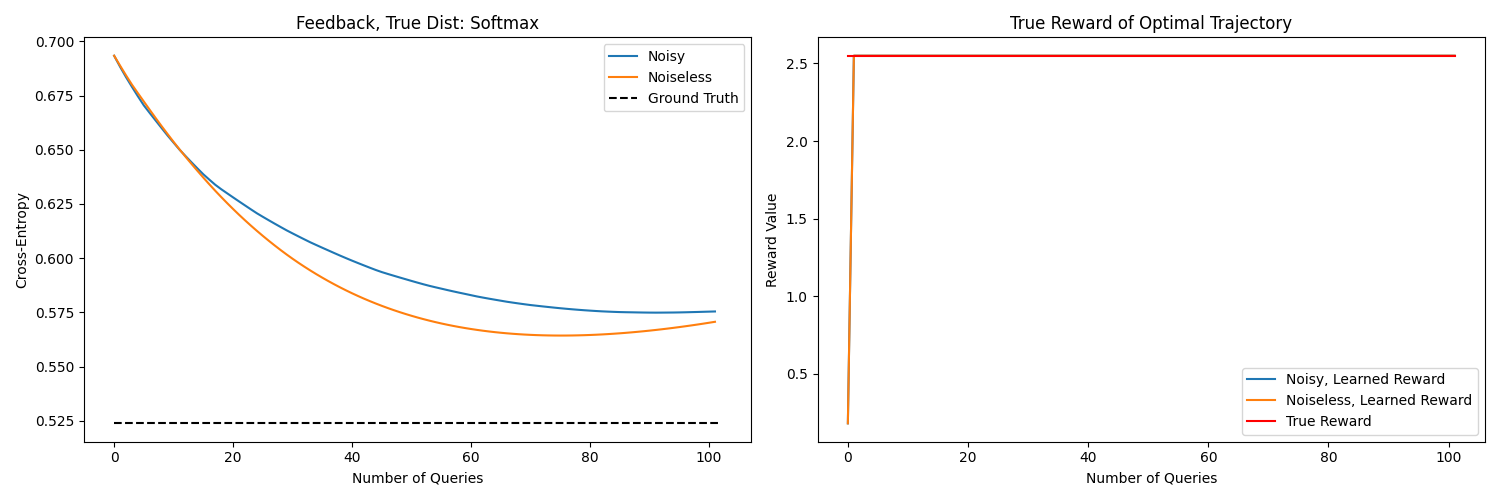 Feedback, True Dist: Softmax
Noisy
Noiseless
Ground Truth
Cross-Entropy
0.700
0.675
0.650
0.625
0.600
0.575
0.550
0.525
0 20 40 60 80 100
Number of Queries
True Reward of Optimal Trajectory
Reward Value
2.5
2.0
1.5
1.0
0.5
Noisy, Learned Reward
Noiseless, Learned Reward
True Reward
0 20 40 60 80 100
Number of Queries